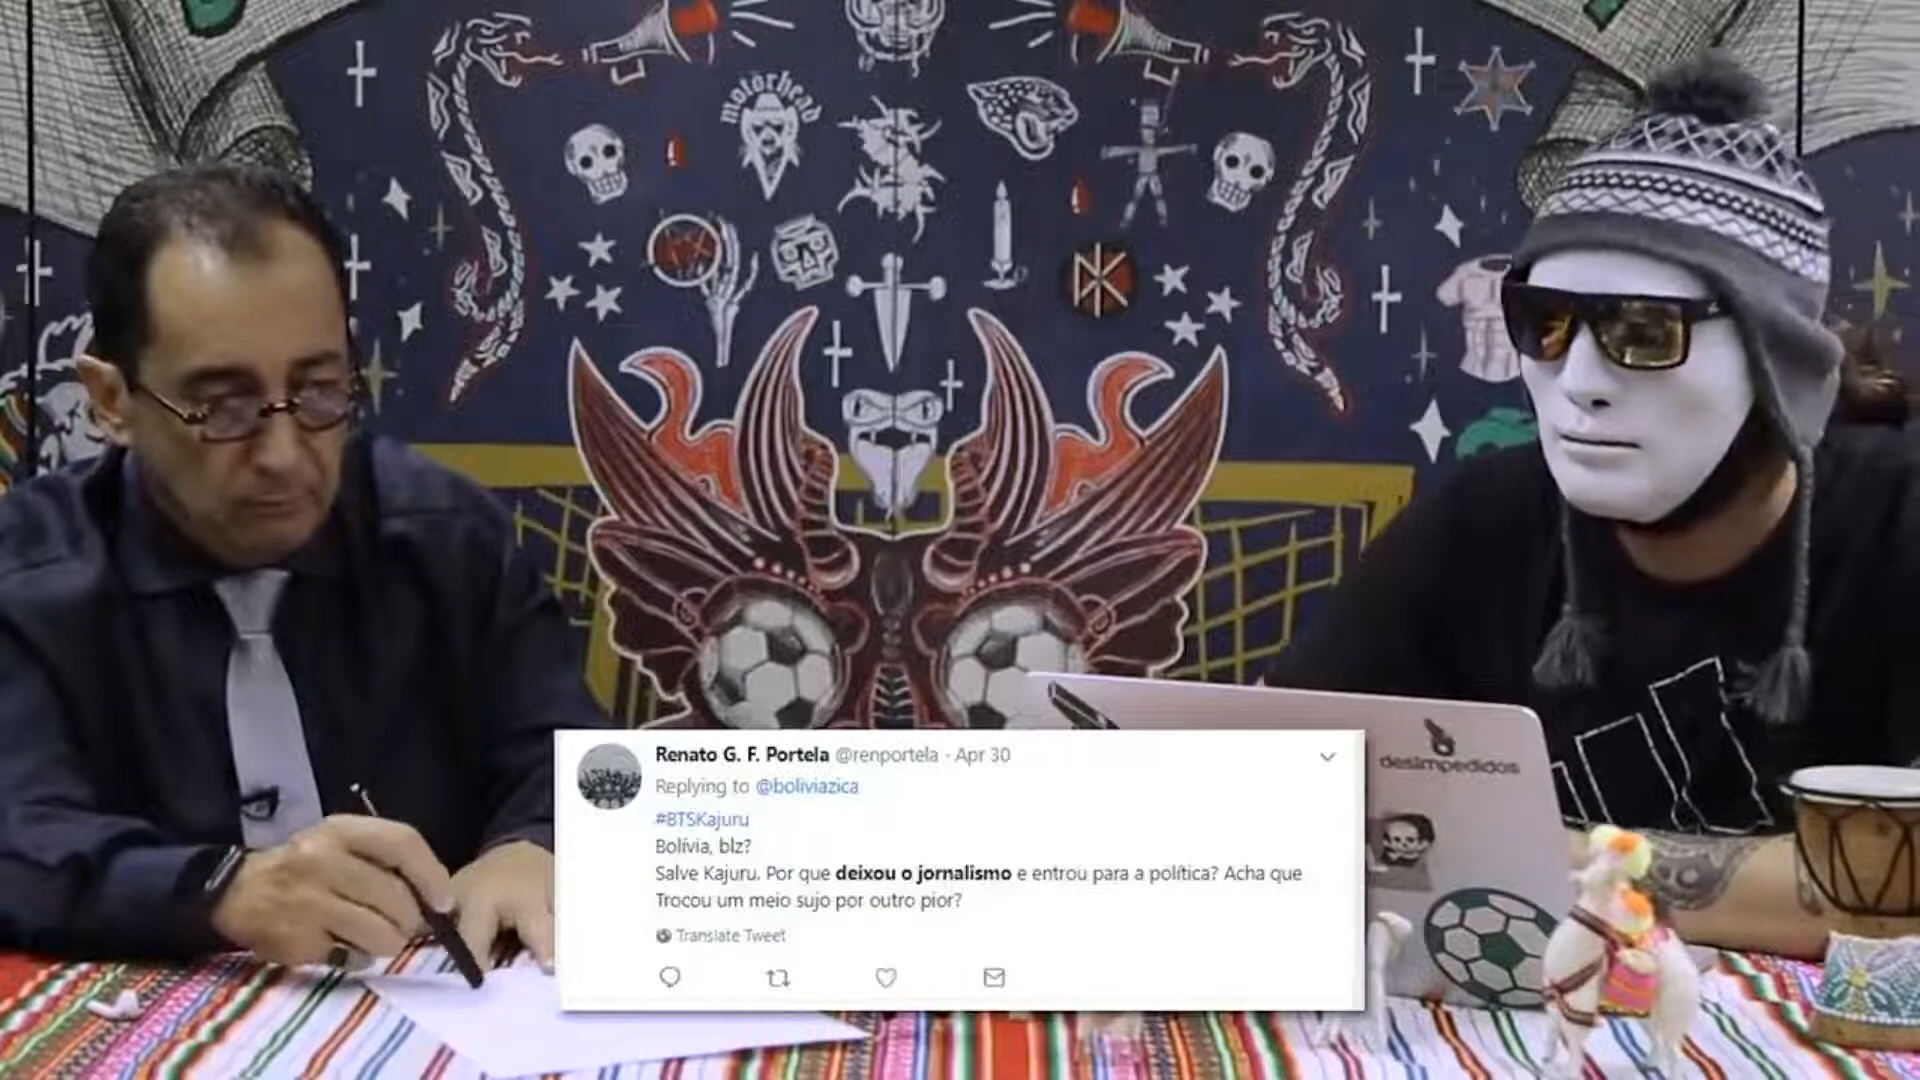 motörhead
Renato G. F. Portela @renportela · Apr 30
Replying to @boliviazica
#BTSKajuru
Bolívia, blz?
Salve Kajuru. Por que deixou o jornalismo e entrou para a política? Acha que
Trocou um meio sujo por outro pior?
Translate Tweet
desimpedidos